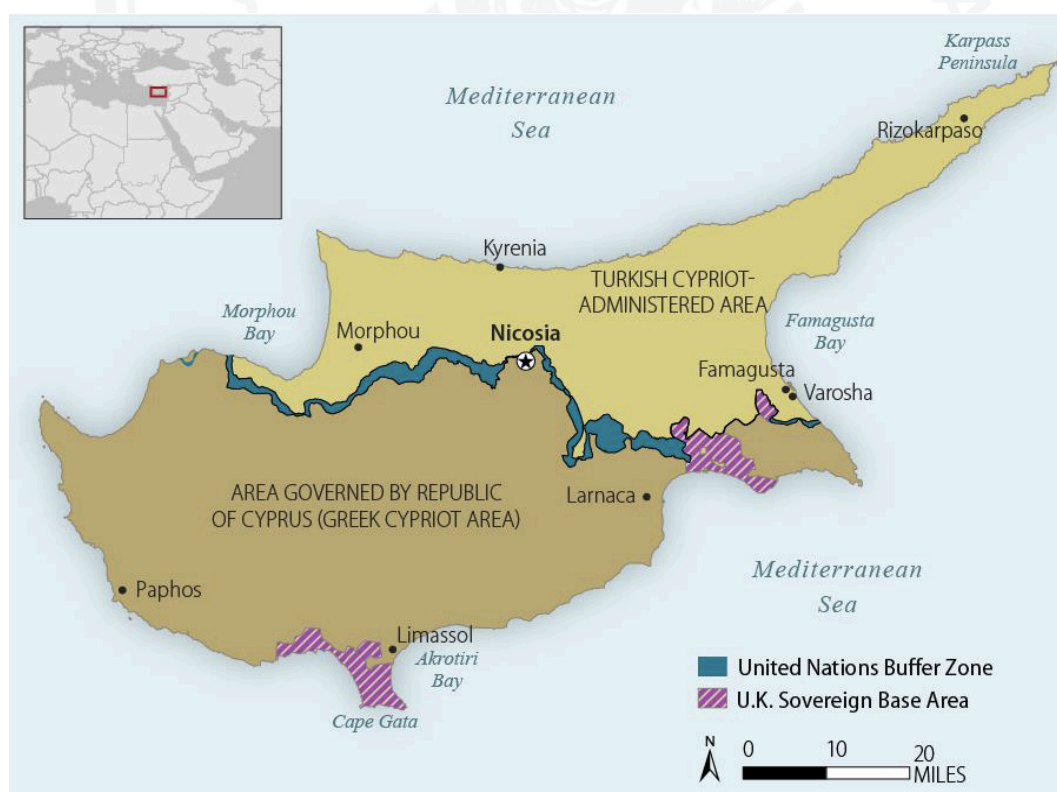 Karpass
Peninsula
Mediterranean
Sea
Rizokarpaso
Kyrenia
TURKISH CYPRIOT-
ADMINISTERED AREA
Morphou
Bay
Morphou
Nicosia
Famagusta
Bay
Famagusta
Varosha
AREA GOVERNED BY REPUBLIC
OF CYPRUS (GREEK CYPRIOT AREA)
Larnaca
Paphos
Mediterranean
Sea
Limassol
Akrotiri
Bay
Cape Gata
United Nations Buffer Zone
U.K. Sovereign Base Area
N
0 10 20
MILES